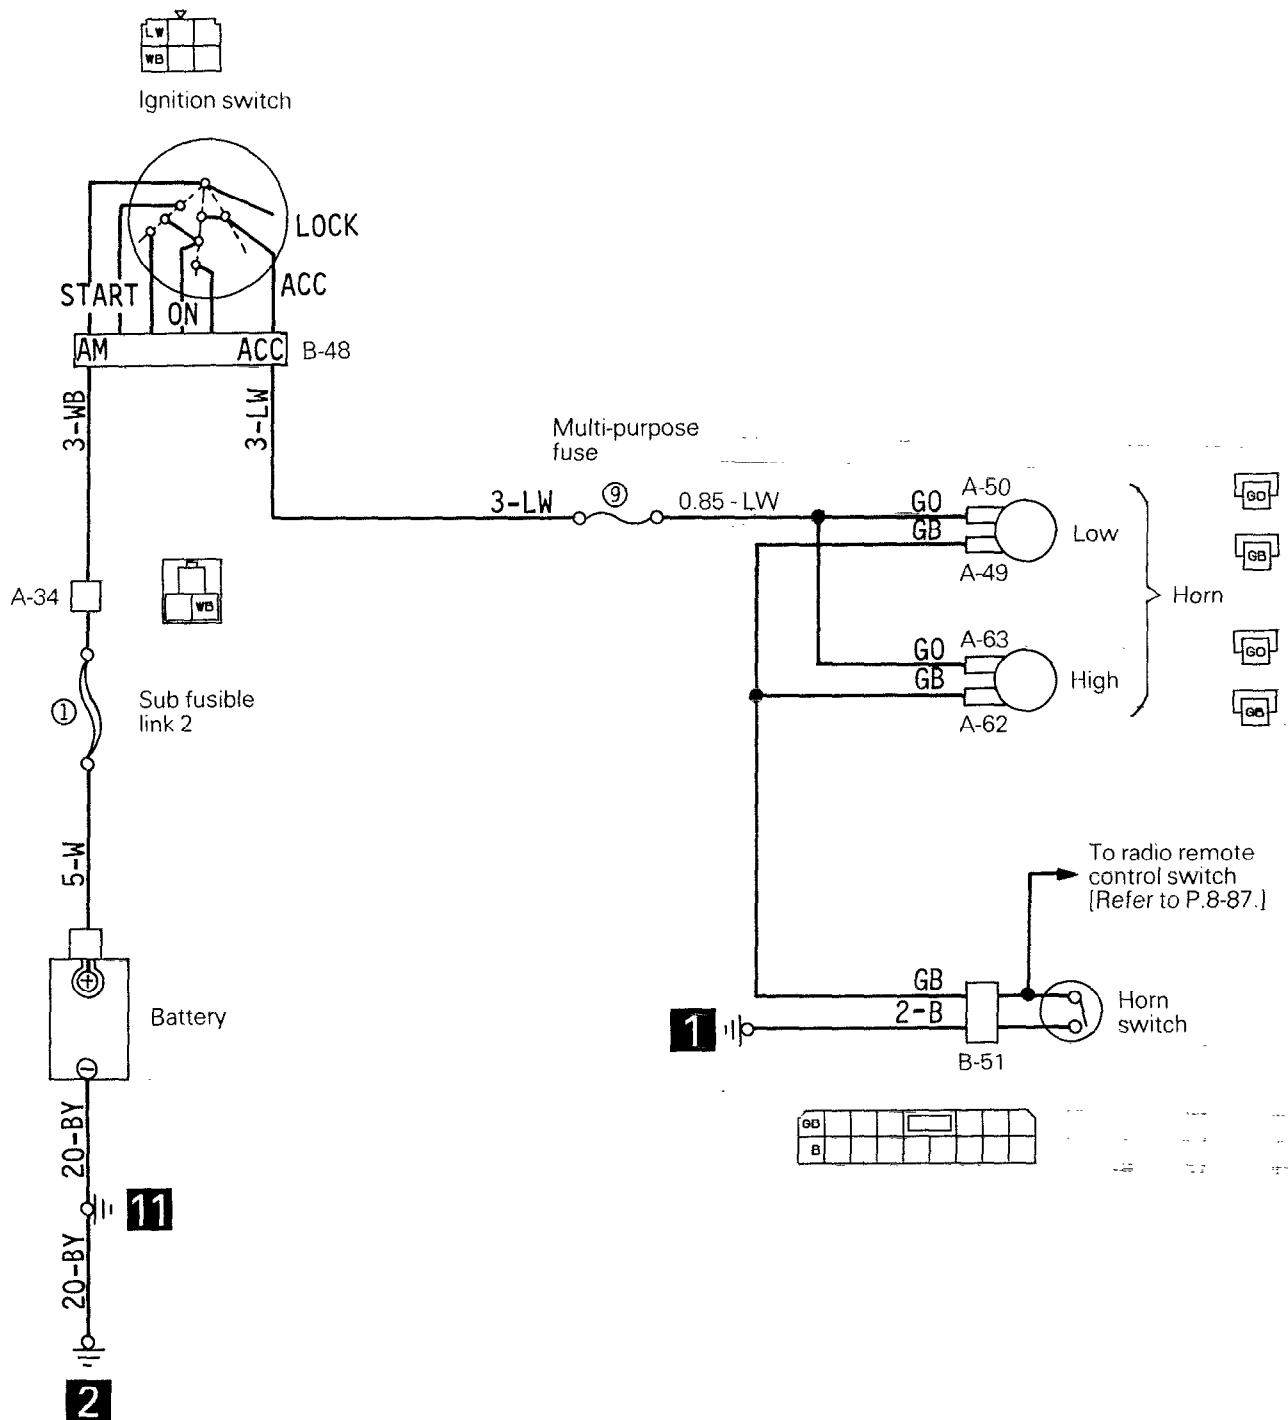 LW
WB
Ignition switch
LOCK
ACC
START
ON
AM
ACC
B-48
3-WB
3-LW
Multi-purpose
fuse
3-LW
9
0.85-LW
GO
A-50
GB
A-49
Low
GO
A-63
GB
A-62
High
Horn
GO
GB
GO
GB
A-34
WB
1
Sub fusible
link 2
5-W
+
Battery
−
20-BY
11
20-BY
2
To radio remote
control switch
[Refer to P.8-87.]
GB
2-B
1
B-51
Horn
switch
GB
B